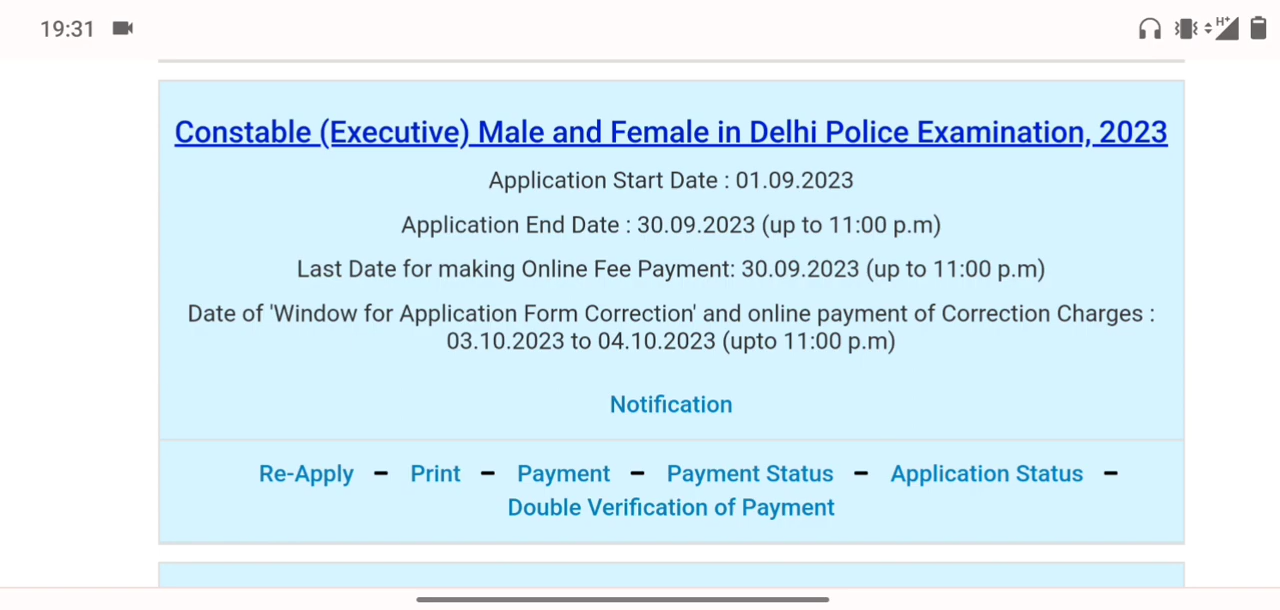 19:31
H+
Constable (Executive) Male and Female in Delhi Police Examination, 2023
Application Start Date : 01.09.2023
Application End Date : 30.09.2023 (up to 11:00 p.m)
Last Date for making Online Fee Payment: 30.09.2023 (up to 11:00 p.m)
Date of 'Window for Application Form Correction' and online payment of Correction Charges :
03.10.2023 to 04.10.2023 (upto 11:00 p.m)
Notification
Re-Apply – Print – Payment – Payment Status – Application Status –
Double Verification of Payment